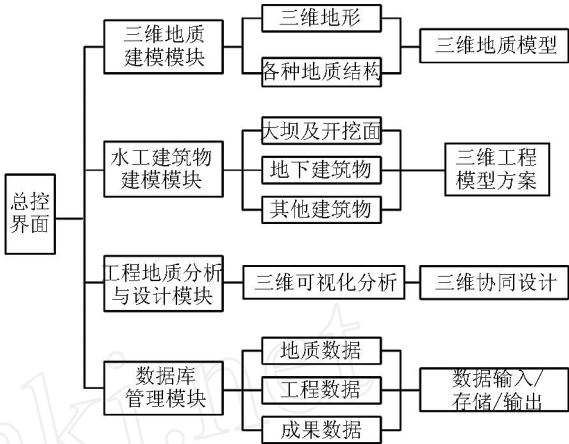 总控
界面
三维地质
建模模块
三维地形
各种地质结构
三维地质模型
水工建筑物
建模模块
大坝及开挖面
地下建筑物
其他建筑物
三维工程
模型方案
工程地质分析
与设计模块
三维可视化分析
三维协同设计
数据库
管理模块
地质数据
工程数据
成果数据
数据输入/
存储/输出